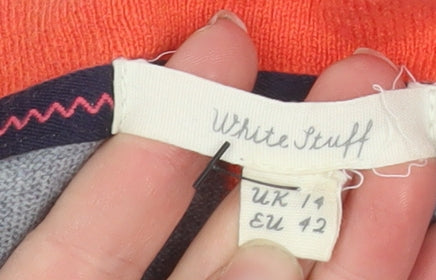 White Stuff
UK 14
EU 42